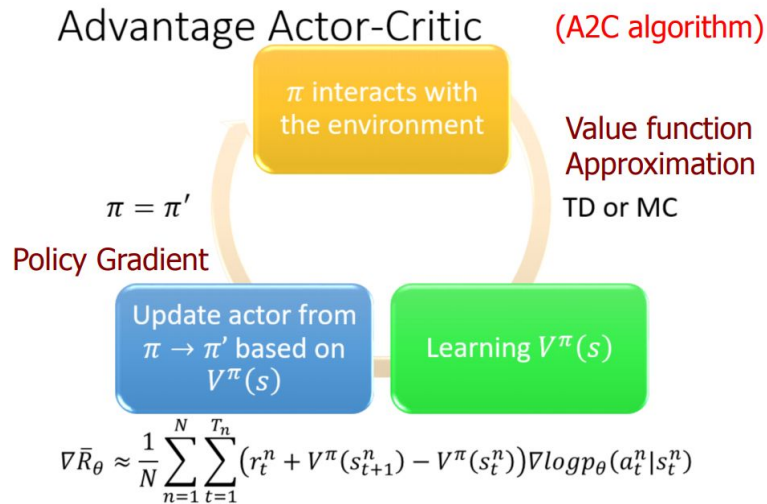 Advantage Actor-Critic
(A2C algorithm)
π interacts with
the environment
Value function
Approximation
TD or MC
π = π′
Policy Gradient
Update actor from
π → π’ based on
V^π(s)
Learning V^π(s)
∇R̄_θ ≈ 1/N ∑_{n=1}^{N} ∑_{t=1}^{T_n} (r_t^n + V^π(s_{t+1}^n) − V^π(s_t^n))∇logp_θ(a_t^n|s_t^n)